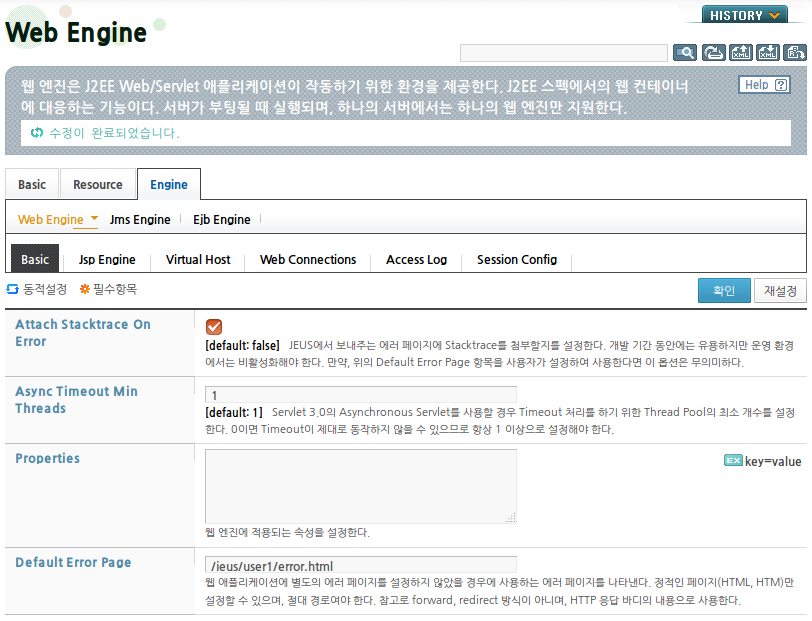 HISTORY
Web Engine
웹 엔진은 J2EE Web/Servlet 애플리케이션이 작동하기 위한 환경을 제공한다. J2EE 스펙에서의 웹 컨테이너
에 대응하는 기능이다. 서버가 부팅될 때 실행되며, 하나의 서버에서는 하나의 웹 엔진만 지원한다.
Help ?
수정이 완료되었습니다.
Basic Resource Engine
Web Engine Jms Engine Ejb Engine
Basic Jsp Engine Virtual Host Web Connections Access Log Session Config
동적설정 필수항목 확인 재설정
Attach Stacktrace On
Error
[default: false] JEUS에서 보내주는 에러 페이지에 Stacktrace를 첨부할지를 설정한다. 개발 기간 동안에는 유용하지만 운영 환경
에서는 비활성화해야 한다. 만약, 위의 Default Error Page 항목을 사용자가 설정하여 사용한다면 이 옵션은 무의미하다.
Async Timeout Min
Threads
1
[default: 1] Servlet 3.0의 Asynchronous Servlet를 사용할 경우 Timeout 처리를 하기 위한 Thread Pool의 최소 개수를 설정
한다. 0이면 Timeout이 제대로 동작하지 않을 수 있으므로 항상 1 이상으로 설정해야 한다.
Properties
EX key=value
웹 엔진에 적용되는 속성을 설정한다.
Default Error Page
/jeus/user1/error.html
웹 애플리케이션에 별도의 에러 페이지를 설정하지 않았을 경우에 사용하는 에러 페이지를 나타낸다. 정적인 페이지(HTML, HTM)만
설정할 수 있으며, 절대 경로여야 한다. 참고로 forward, redirect 방식이 아니며, HTTP 응답 바디의 내용으로 사용한다.